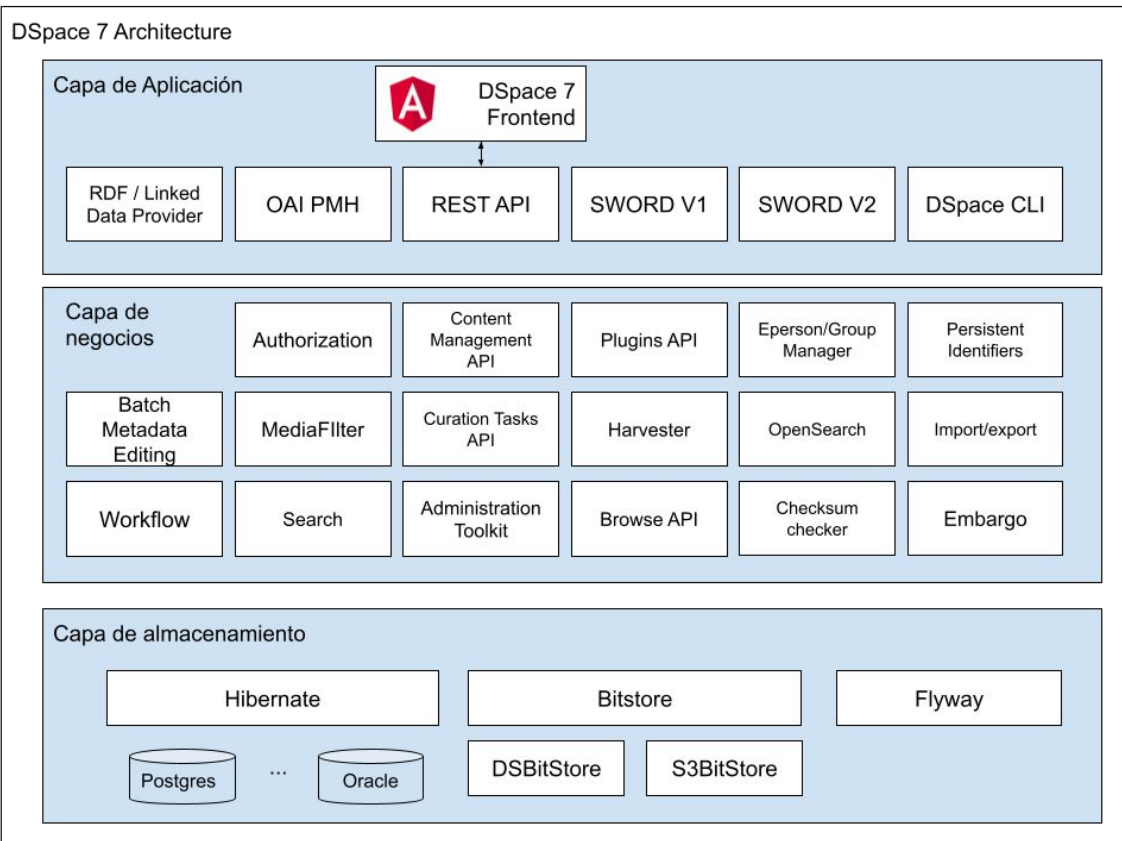 DSpace 7 Architecture
Capa de Aplicación
A
DSpace 7
Frontend
RDF / Linked
Data Provider
OAI PMH
REST API
SWORD V1
SWORD V2
DSpace CLI
Capa de
negocios
Authorization
Content
Management
API
Plugins API
Eperson/Group
Manager
Persistent
Identifiers
Batch
Metadata
Editing
MediaFIlter
Curation Tasks
API
Harvester
OpenSearch
Import/export
Workflow
Search
Administration
Toolkit
Browse API
Checksum
checker
Embargo
Capa de almacenamiento
Hibernate
Bitstore
Flyway
Postgres
...
Oracle
DSBitStore
S3BitStore